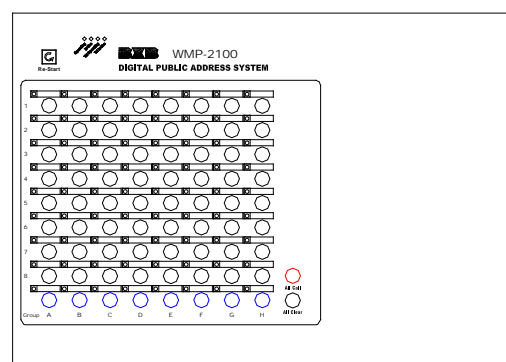 BXB WMP-2100
Re-Start
DIGITAL PUBLIC ADDRESS SYSTEM
1
2
3
4
5
6
7
8
All Call
Group A B C D E F G H
All Clear